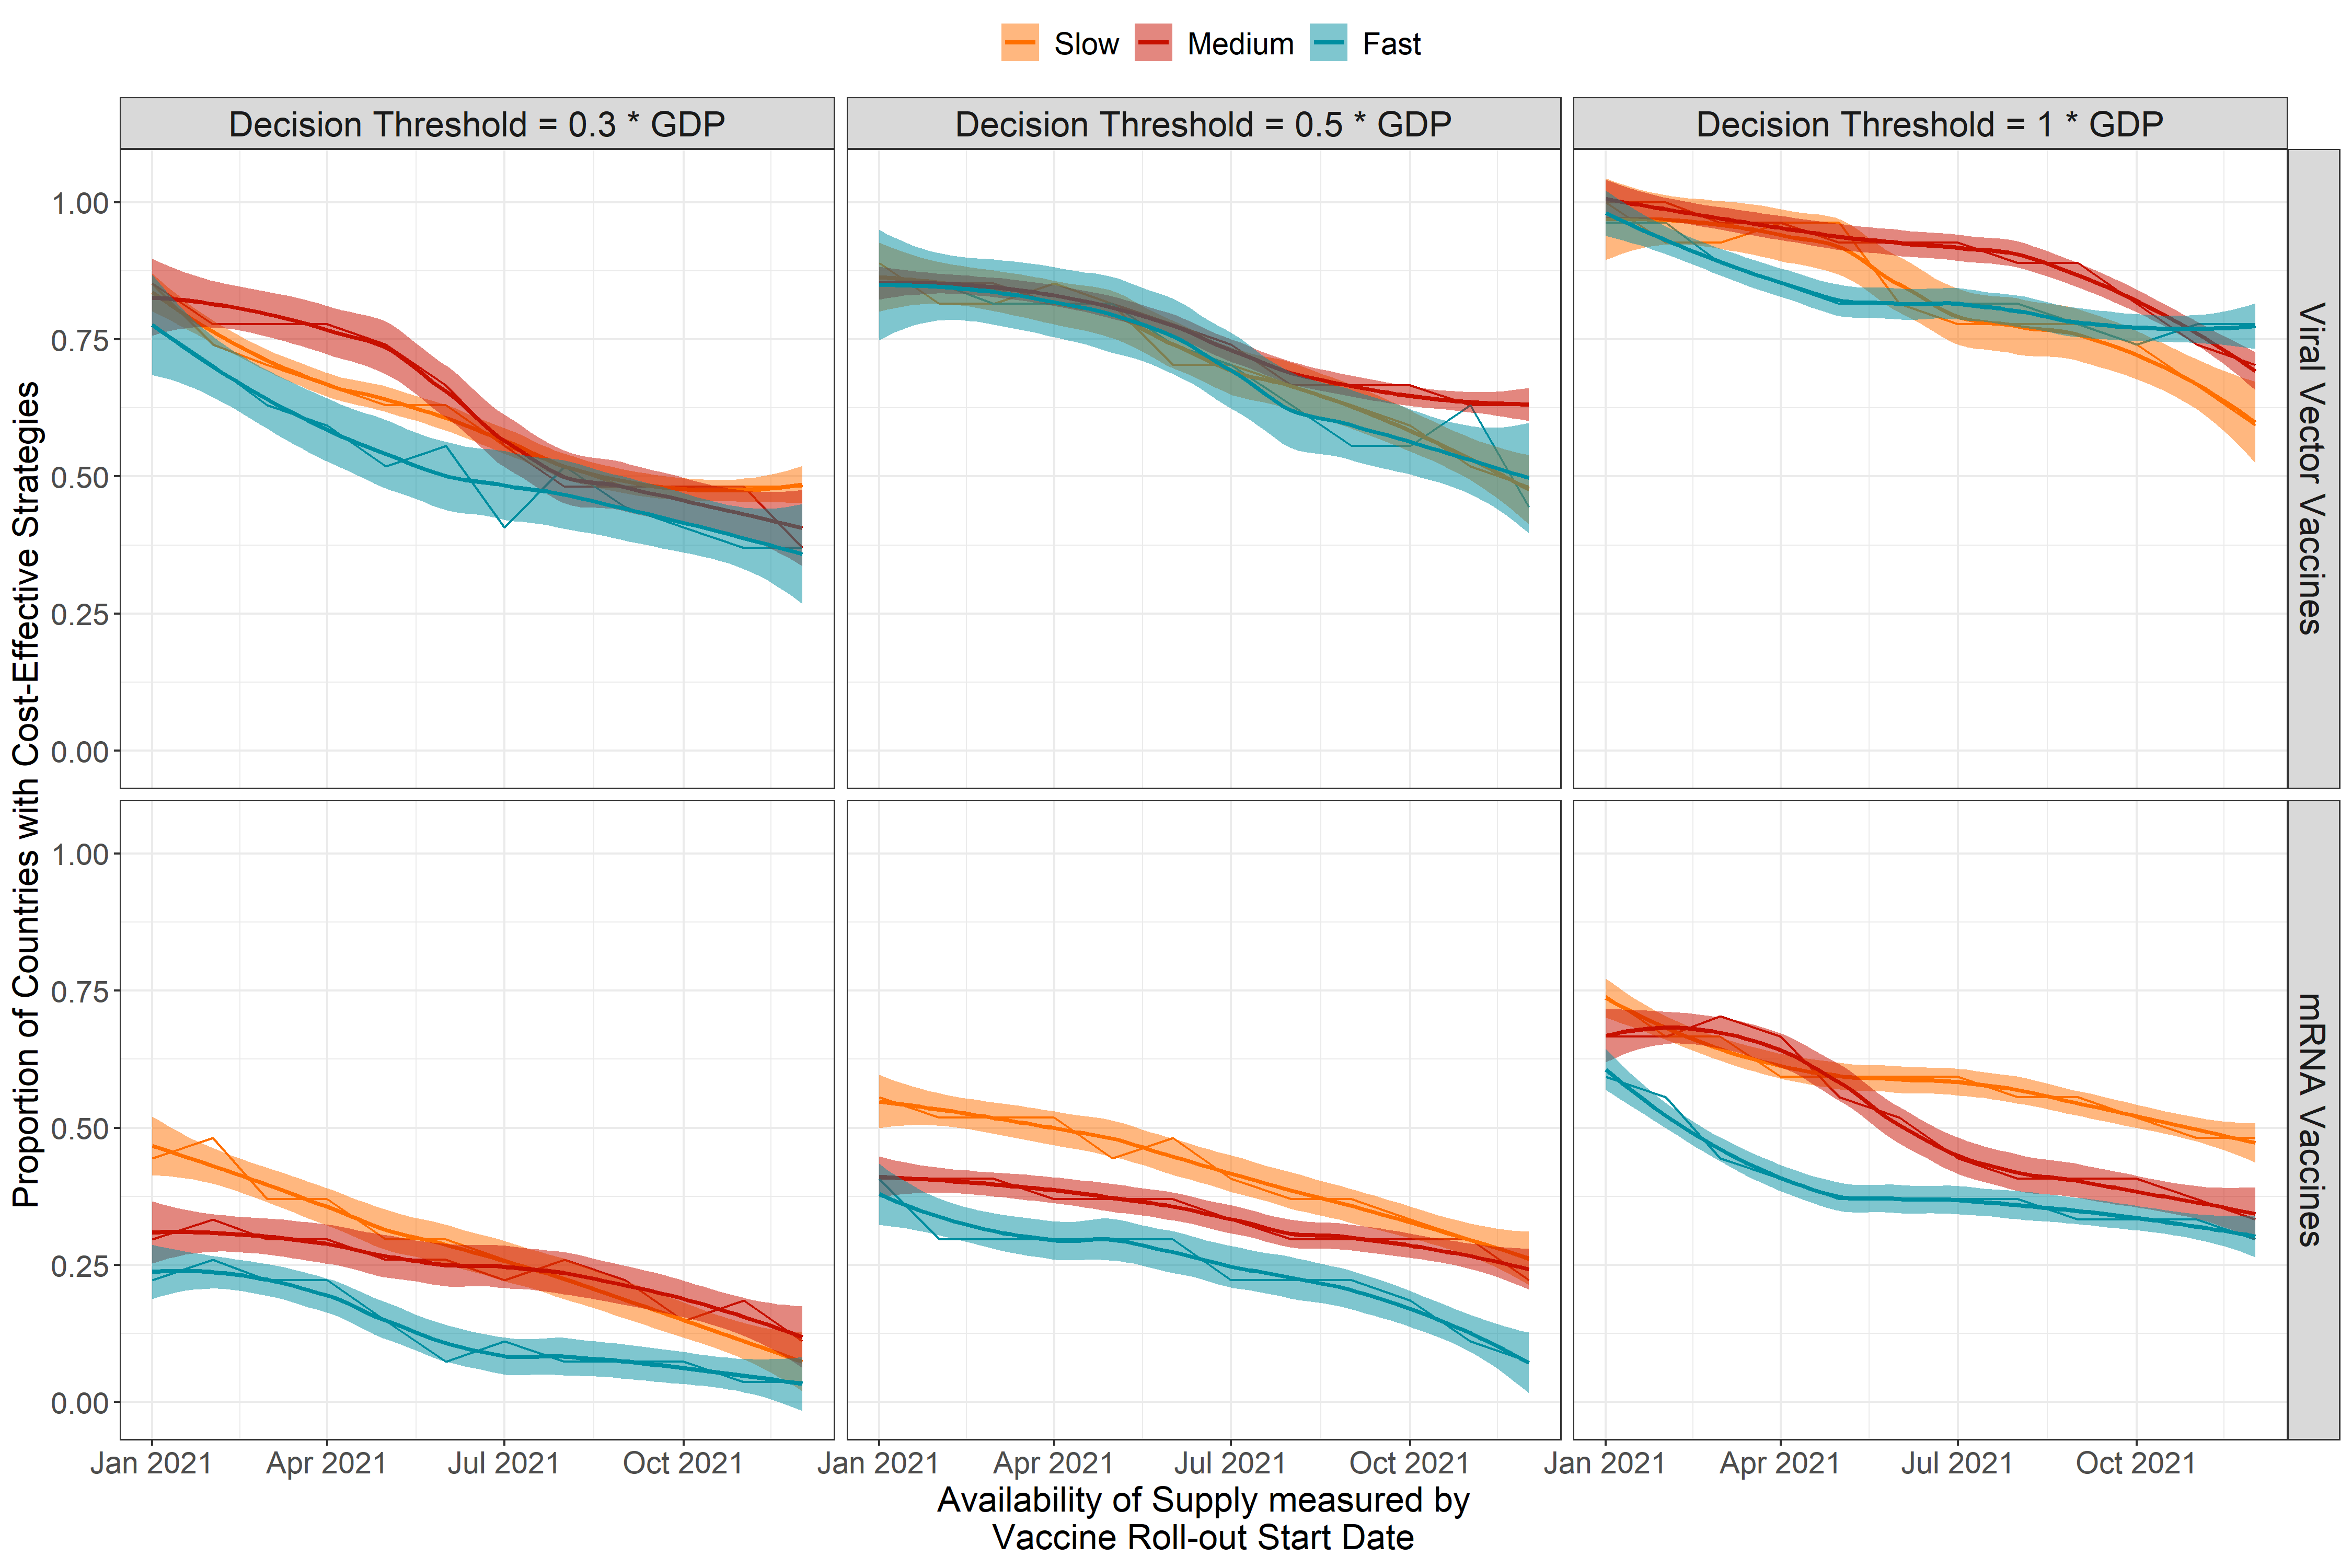 Slow Medium Fast
Decision Threshold = 0.3 * GDP
Decision Threshold = 0.5 * GDP
Decision Threshold = 1 * GDP
Proportion of Countries with Cost-Effective Strategies
1.00
0.75
0.50
0.25
0.00
Viral Vector Vaccines
1.00
0.75
0.50
0.25
0.00
mRNA Vaccines
Jan 2021 Apr 2021 Jul 2021 Oct 2021
Jan 2021 Apr 2021 Jul 2021 Oct 2021
Jan 2021 Apr 2021 Jul 2021 Oct 2021
Availability of Supply measured by
Vaccine Roll-out Start Date